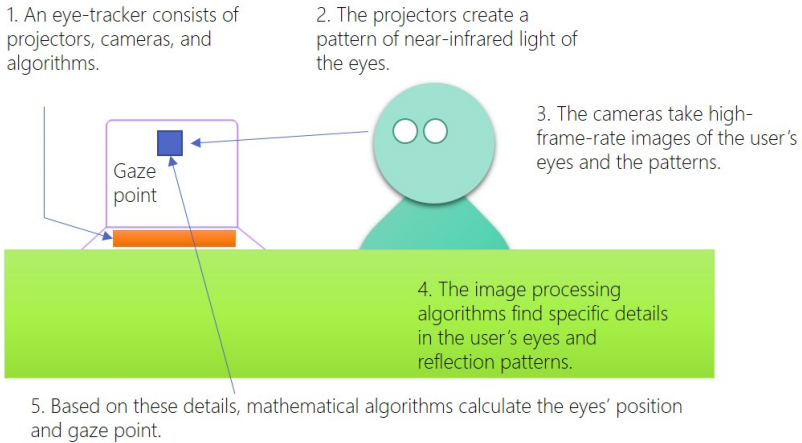 1. An eye-tracker consists of
projectors, cameras, and
algorithms.
2. The projectors create a
pattern of near-infrared light of
the eyes.
3. The cameras take high-
frame-rate images of the user's
eyes and the patterns.
Gaze
point
4. The image processing
algorithms find specific details
in the user's eyes and
reflection patterns.
5. Based on these details, mathematical algorithms calculate the eyes' position
and gaze point.